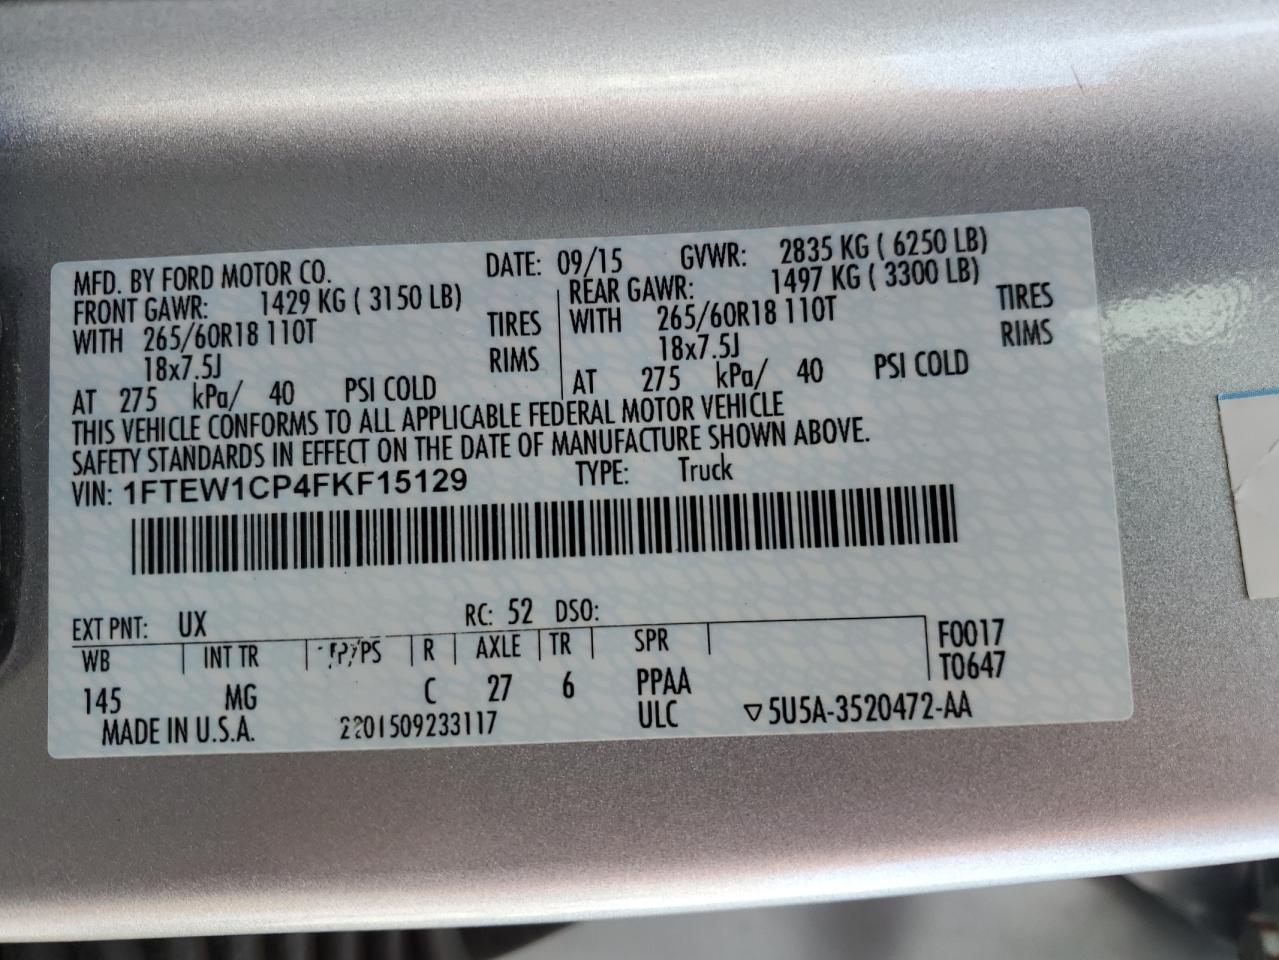 MFD. BY FORD MOTOR CO. DATE: 09/15 GVWR: 2835 KG ( 6250 LB)
FRONT GAWR: 1429 KG ( 3150 LB) REAR GAWR: 1497 KG ( 3300 LB)
WITH 265/60R18 110T TIRES WITH 265/60R18 110T TIRES
18x7.5J RIMS 18x7.5J RIMS
AT 275 kPa/ 40 PSI COLD AT 275 kPa/ 40 PSI COLD
THIS VEHICLE CONFORMS TO ALL APPLICABLE FEDERAL MOTOR VEHICLE
SAFETY STANDARDS IN EFFECT ON THE DATE OF MANUFACTURE SHOWN ABOVE.
VIN: 1FTEW1CP4FKF15129 TYPE: Truck
EXT PNT: UX RC: 52 DSO:
WB INT TR R AXLE TR SPR F0017
145 MG C 27 6 PPAA T0647
MADE IN U.S.A. 2201509233117 ULC ▽5U5A-3520472-AA